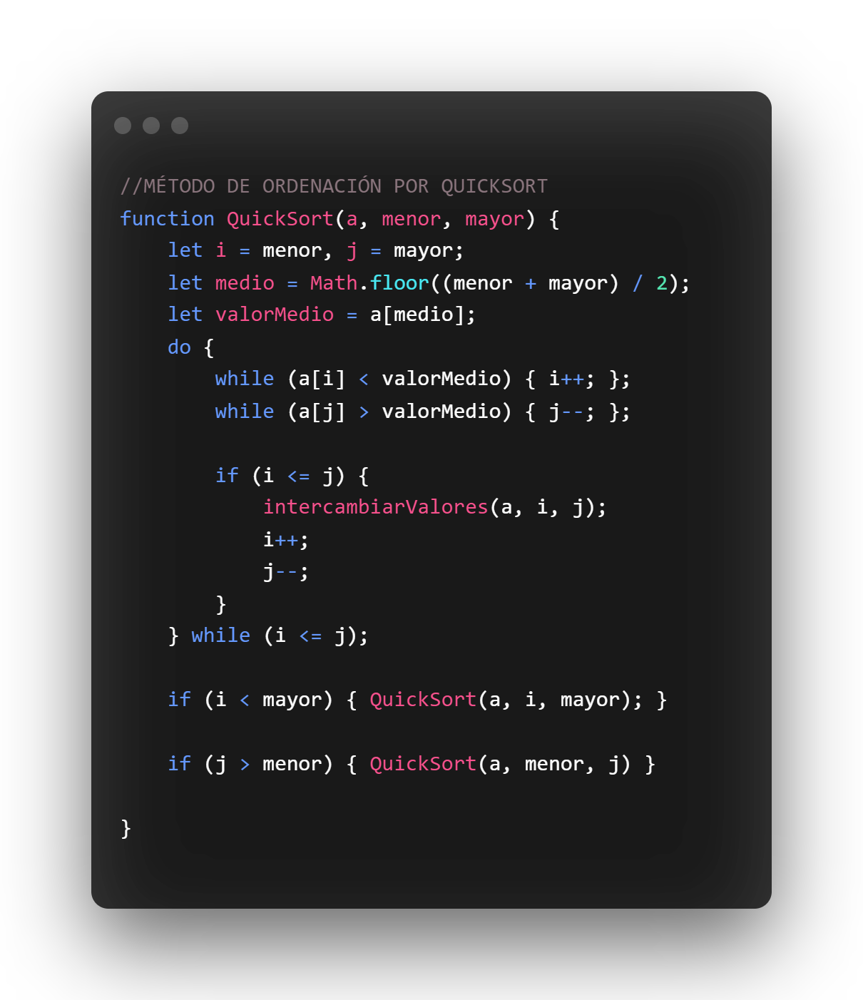 //MÉTODO DE ORDENACIÓN POR QUICKSORT
function QuickSort(a, menor, mayor) {
    let i = menor, j = mayor;
    let medio = Math.floor((menor + mayor) / 2);
    let valorMedio = a[medio];
    do {
        while (a[i] < valorMedio) { i++; };
        while (a[j] > valorMedio) { j--; };

        if (i <= j) {
            intercambiarValores(a, i, j);
            i++;
            j--;
        }
    } while (i <= j);

    if (i < mayor) { QuickSort(a, i, mayor); }

    if (j > menor) { QuickSort(a, menor, j) }

}